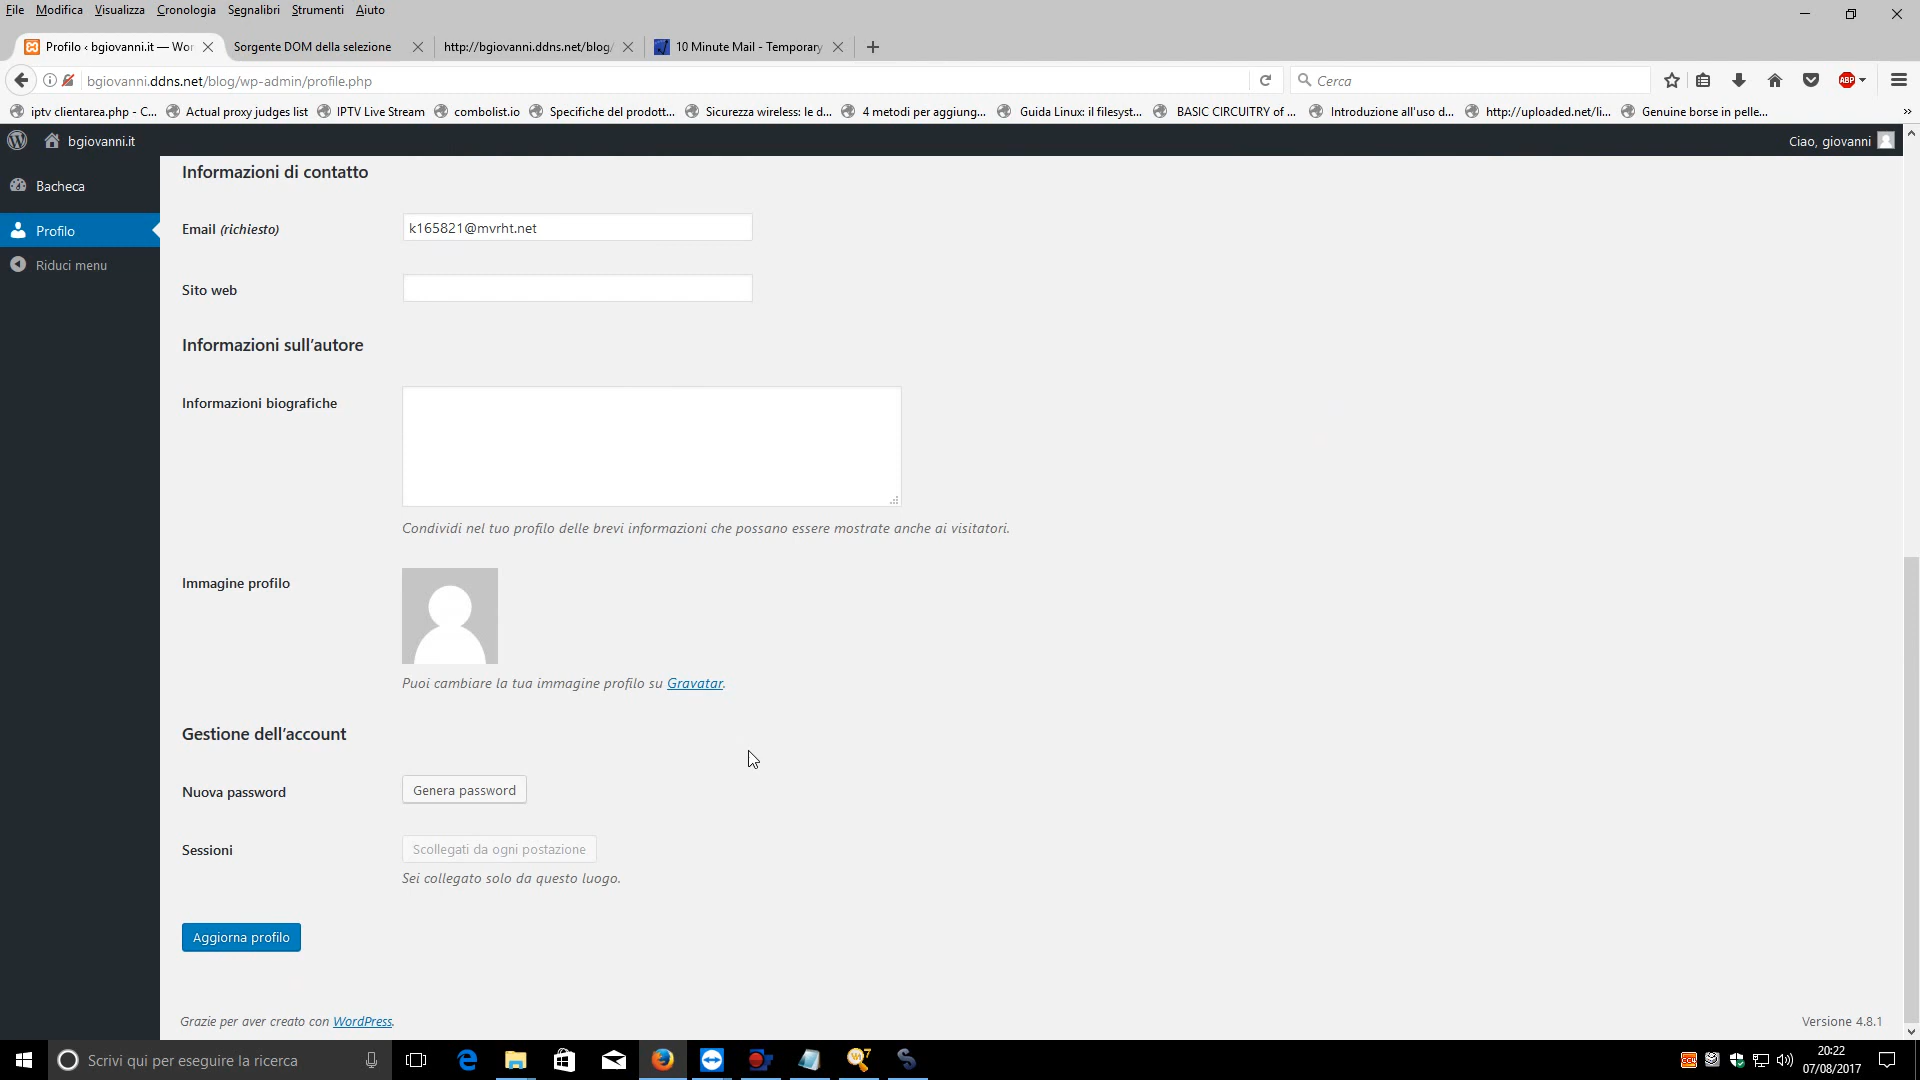 File Modifica Visualizza Cronologia Segnalibri Strumenti Aiuto
Profilo ‹ bgiovanni.it — Wor Sorgente DOM della selezione http://bgiovanni.ddns.net/blog/ 10 Minute Mail - Temporary
bgiovanni.ddns.net/blog/wp-admin/profile.php Cerca ABP
iptv clientarea.php - C... Actual proxy judges list IPTV Live Stream combolist.io Specifiche del prodott... Sicurezza wireless: le d... 4 metodi per aggiung... Guida Linux: il filesyst... BASIC CIRCUITRY of ... Introduzione all'uso d... http://uploaded.net/li... Genuine borse in pelle... »
bgiovanni.it Ciao, giovanni
Bacheca
Profilo
Riduci menu
Informazioni di contatto
Email (richiesto) k165821@mvrht.net
Sito web
Informazioni sull’autore
Informazioni biografiche
Condividi nel tuo profilo delle brevi informazioni che possano essere mostrate anche ai visitatori.
Immagine profilo
Puoi cambiare la tua immagine profilo su Gravatar.
Gestione dell’account
Nuova password Genera password
Sessioni Scollegati da ogni postazione
Sei collegato solo da questo luogo.
Aggiorna profilo
Grazie per aver creato con WordPress. Versione 4.8.1
Scrivi qui per eseguire la ricerca 20:22
07/08/2017